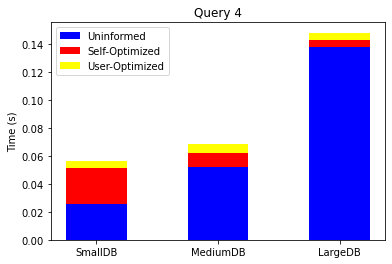 Query 4
Uninformed
Self-Optimized
User-Optimized
Time (s)
0.14
0.12
0.10
0.08
0.06
0.04
0.02
0.00
SmallDB MediumDB LargeDB